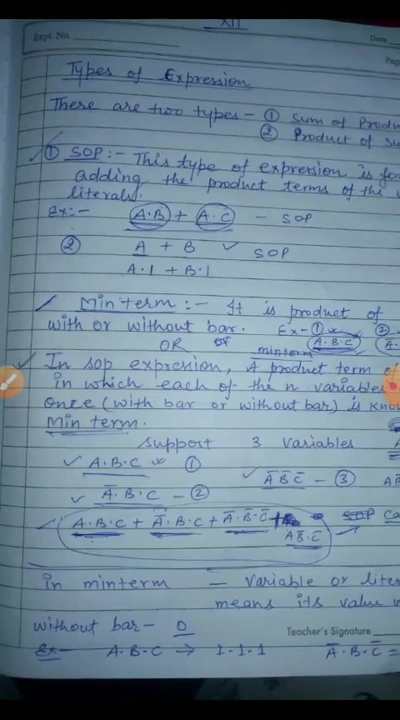 XII
Expt. No.
Date
Types of Expression
There are two types - ① Sum of Produ
② Product of su
① SOP :- This type of expression is fo
adding the product terms of the
literals.
Ex:- A.B + A.C - SOP
② A + B ✓ SOP
A.1 + B.1
Min term :- It is product of
with or without bar. Ex- ① ②
A.B.C
OR or
minterm
In sop expression, A product term
in which each of the n variables
once (with bar or without bar) is know
Min term.
Support 3 variables
✓ A.B.C ①
✓ A̅ B̅ C̅ - ③
✓ A̅.B.C - ②
A.B.C + A̅.B.C + A̅.B̅.C̅ +
A B̅.C̅
in minterm - Variable or lite
means its value
without bar - 0
Ex - A.B.C → 1-1-1 A̅.B.C̅ =
Teacher's Signature